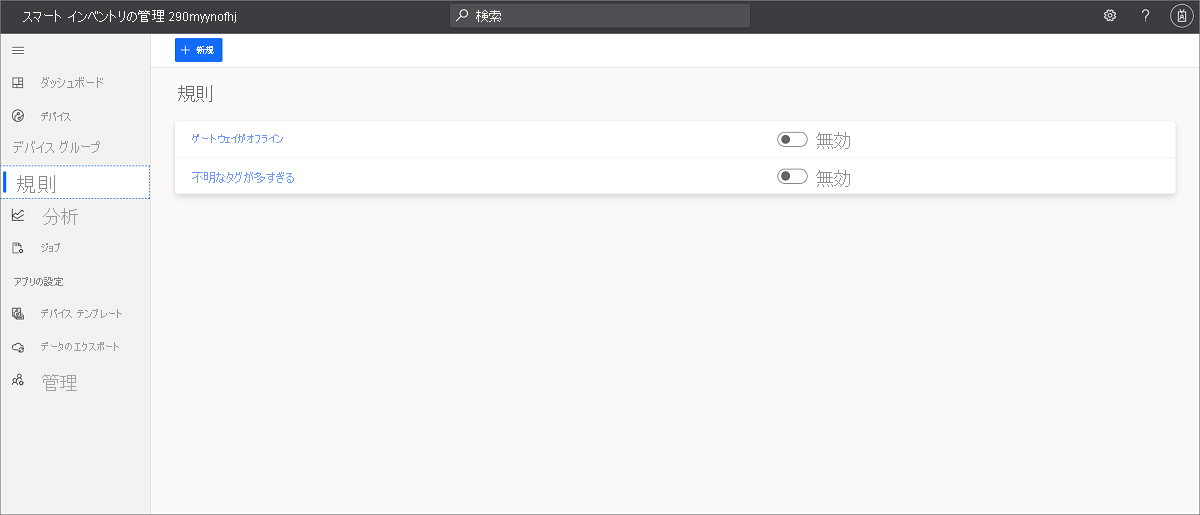 スマート インベントリの管理 290myynofhj
検索
?
+ 新規
ダッシュボード
デバイス
デバイス グループ
規則
分析
ジョブ
アプリの設定
デバイス テンプレート
データのエクスポート
管理
規則
ゲートウェイがオフライン
無効
不明なタグが多すぎる
無効